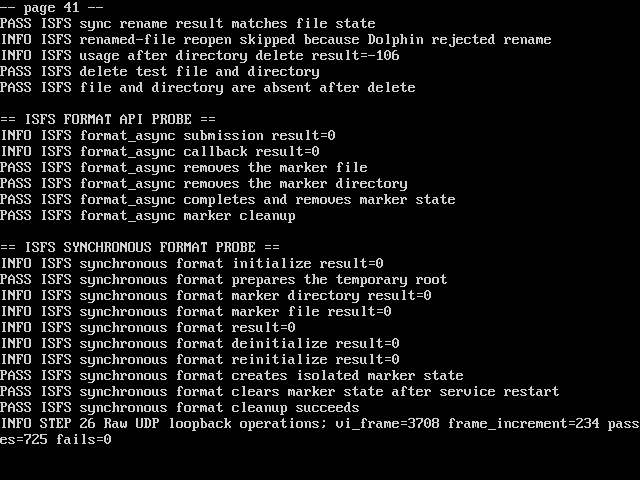 -- page 41 --
PASS ISFS sync rename result matches file state
INFO ISFS renamed-file reopen skipped because Dolphin rejected rename
INFO ISFS usage after directory delete result=-106
PASS ISFS delete test file and directory
PASS ISFS file and directory are absent after delete

== ISFS FORMAT API PROBE ==
INFO ISFS format_async submission result=0
INFO ISFS format_async callback result=0
PASS ISFS format_async removes the marker file
PASS ISFS format_async removes the marker directory
PASS ISFS format_async completes and removes marker state
PASS ISFS format_async marker cleanup

== ISFS SYNCHRONOUS FORMAT PROBE ==
INFO ISFS synchronous format initialize result=0
PASS ISFS synchronous format prepares the temporary root
INFO ISFS synchronous format marker directory result=0
INFO ISFS synchronous format marker file result=0
INFO ISFS synchronous format result=0
INFO ISFS synchronous format deinitialize result=0
INFO ISFS synchronous format reinitialize result=0
PASS ISFS synchronous format creates isolated marker state
PASS ISFS synchronous format clears marker state after service restart
PASS ISFS synchronous format cleanup succeeds
INFO STEP 26 Raw UDP loopback operations; vi_frame=3708 frame_increment=234 pass
es=725 fails=0